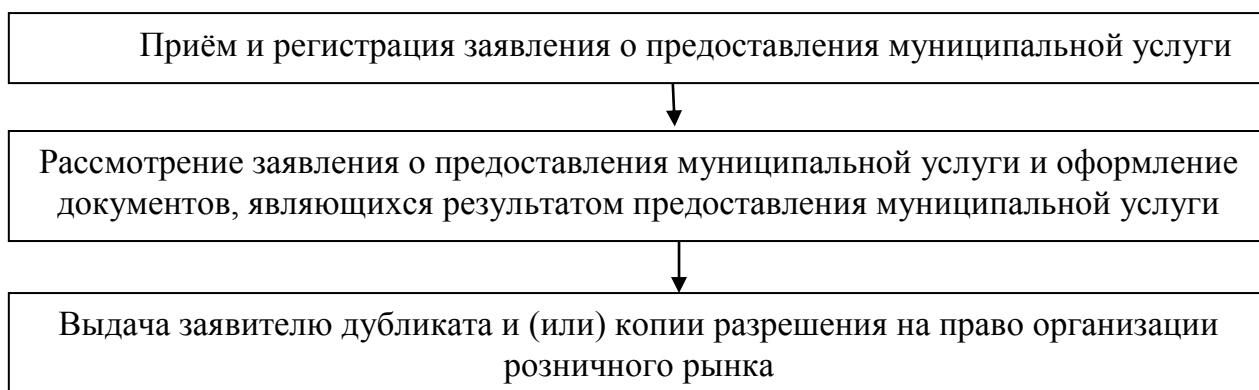 Приём и регистрация заявления о предоставления муниципальной услуги
Рассмотрение заявления о предоставления муниципальной услуги и оформление
документов, являющихся результатом предоставления муниципальной услуги
Выдача заявителю дубликата и (или) копии разрешения на право организации
розничного рынка